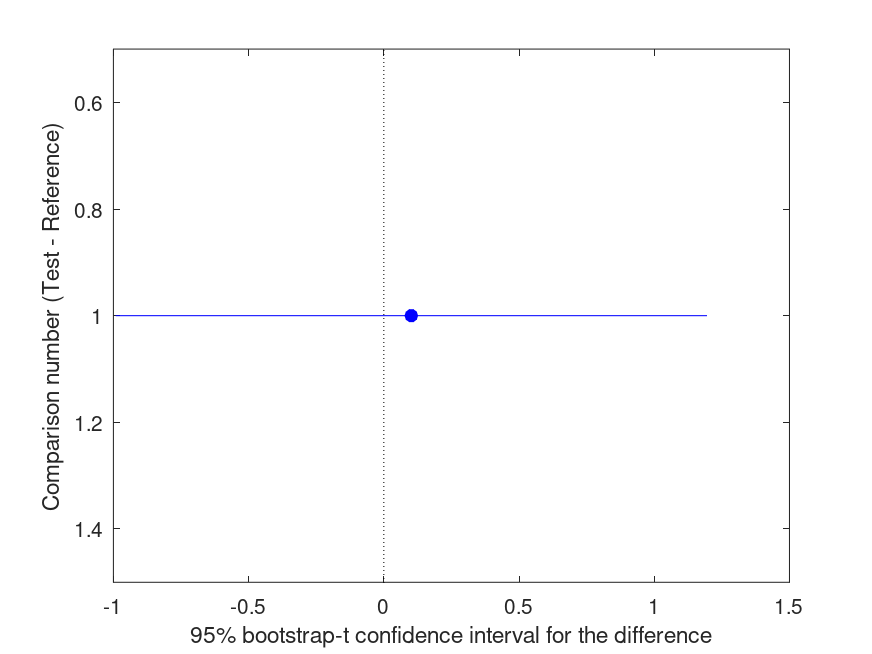 Comparison number (Test - Reference)
0.6
0.8
1
1.2
1.4
-1 -0.5 0 0.5 1 1.5
95% bootstrap-t confidence interval for the difference